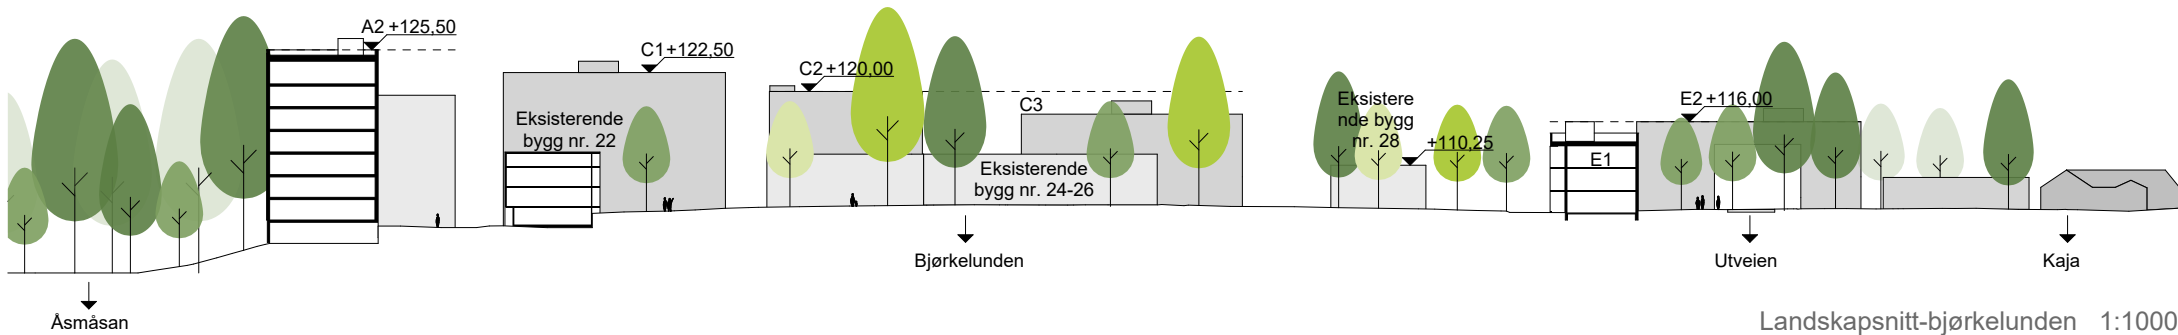 A2 +125,50
C1 +122,50
C2 +120,00
C3
Eksisterende
bygg nr. 22
Eksisterende
bygg nr. 24-26
Eksistere
nde bygg
nr. 28
+110,25
E2 +116,00
E1
Åsmåsan
Bjørkelunden
Utveien
Kaja
Landskapsnitt-bjørkelunden 1:1000